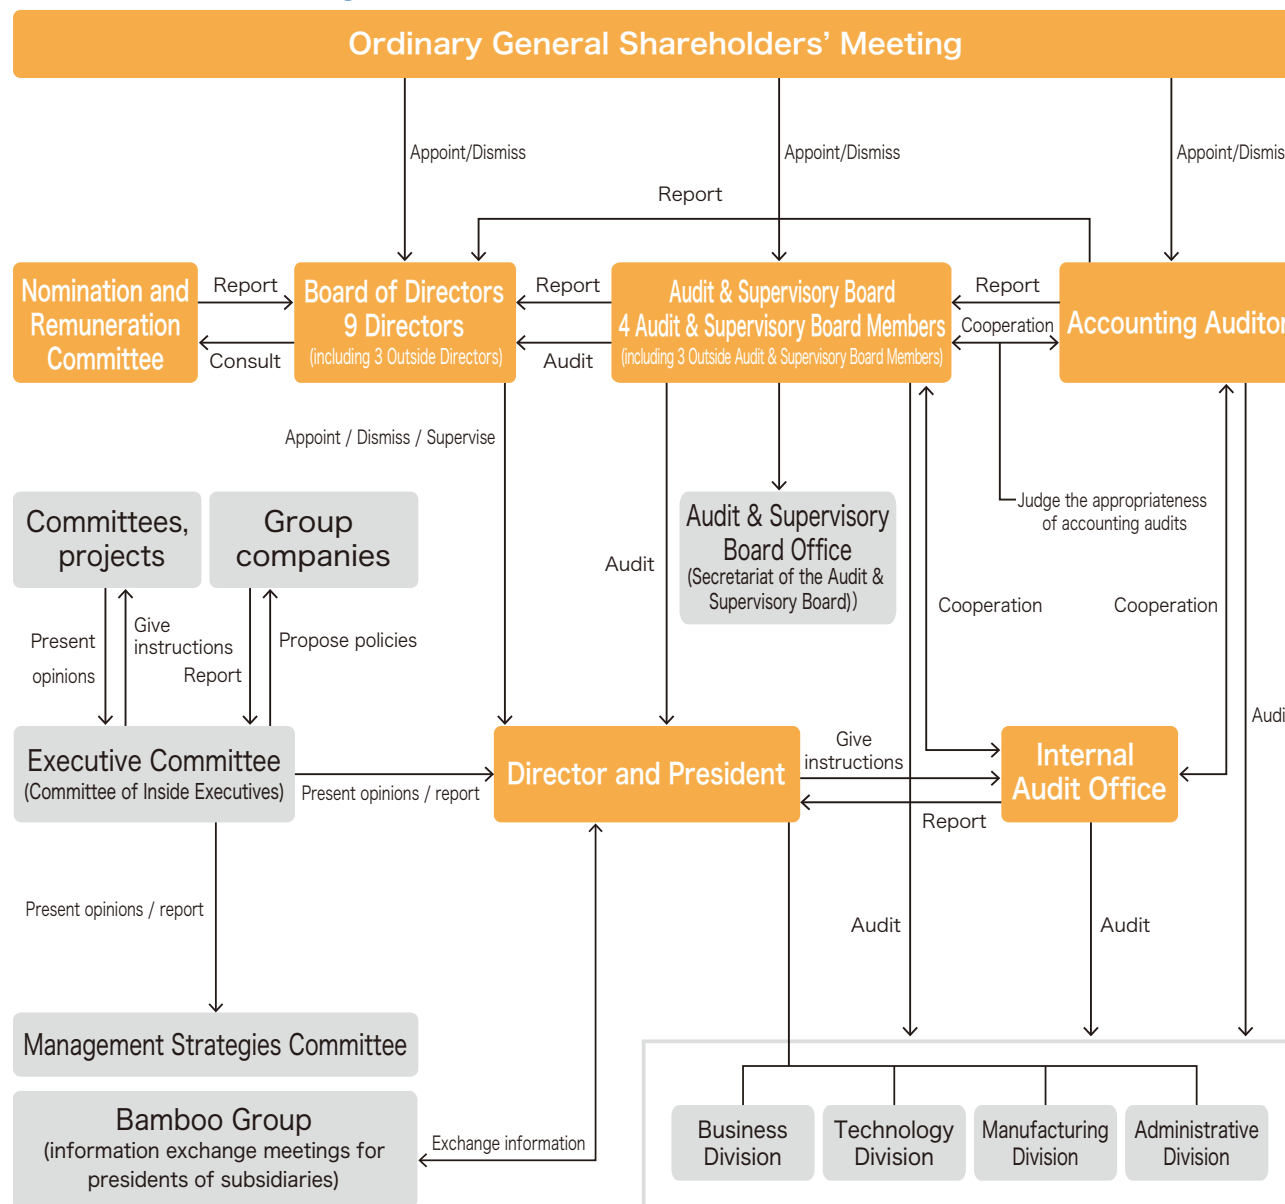 Ordinary General Shareholders’ Meeting
Appoint/Dismiss
Appoint/Dismiss
Appoint/Dismis
Report
Nomination and
Remuneration
Committee
Report
Consult
Board of Directors
9 Directors
(including 3 Outside Directors)
Report
Audit
Audit & Supervisory Board
4 Audit & Supervisory Board Members
(including 3 Outside Audit & Supervisory Board Members)
Report
Cooperation
Accounting Auditor
Appoint / Dismiss / Supervise
Judge the appropriateness
of accounting audits
Committees,
projects
Group
companies
Audit & Supervisory
Board Office
(Secretariat of the Audit &
Supervisory Board))
Audit
Cooperation
Cooperation
Present
opinions
Give
instructions
Report
Propose policies
Audi
Executive Committee
(Committee of Inside Executives)
Present opinions / report
Director and President
Give
instructions
Report
Internal
Audit Office
Present opinions / report
Audit
Audit
Management Strategies Committee
Bamboo Group
(information exchange meetings for
presidents of subsidiaries)
Exchange information
Business
Division
Technology
Division
Manufacturing
Division
Administrative
Division